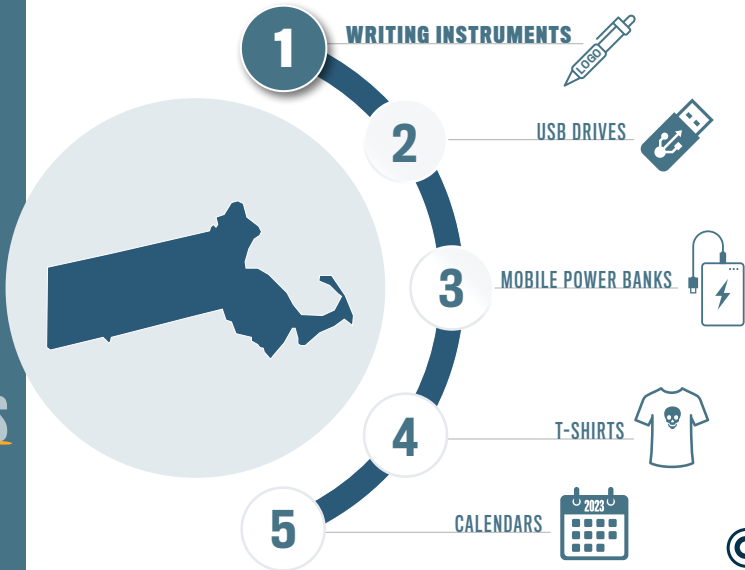 1
WRITING INSTRUMENTS
LOGO
2
USB DRIVES
3
MOBILE POWER BANKS
4
T-SHIRTS
5
CALENDARS
2023